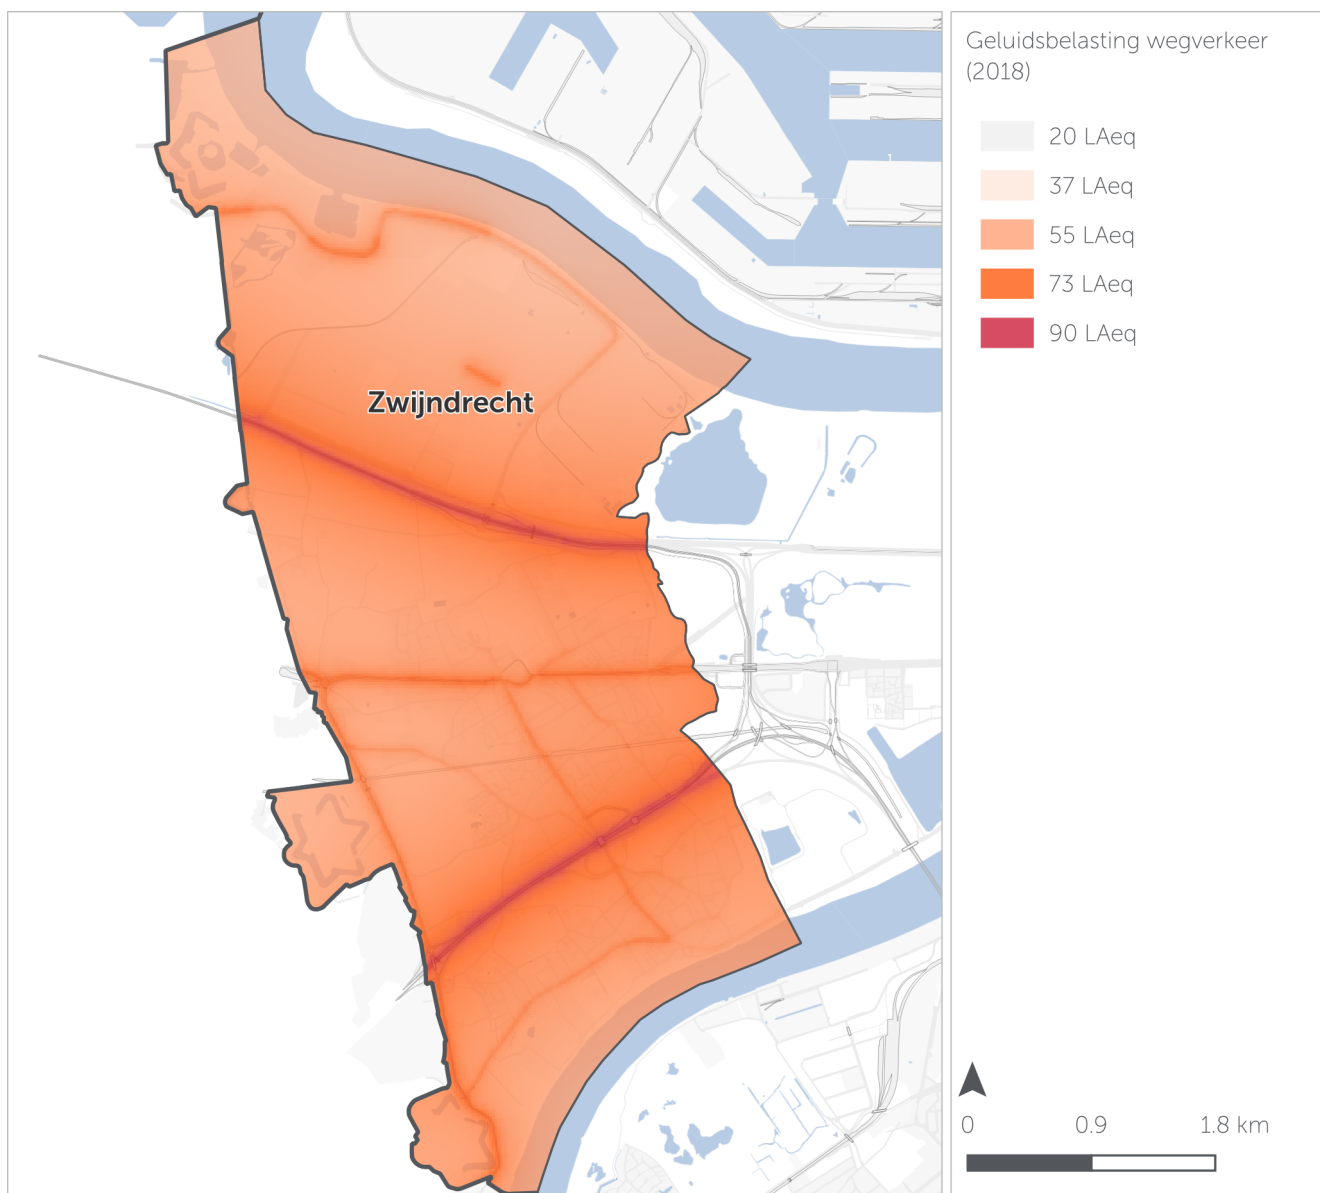 Geluidsbelasting wegverkeer
(2018)
20 LAeq
37 LAeq
55 LAeq
73 LAeq
90 LAeq
Zwijndrecht
0 0.9 1.8 km